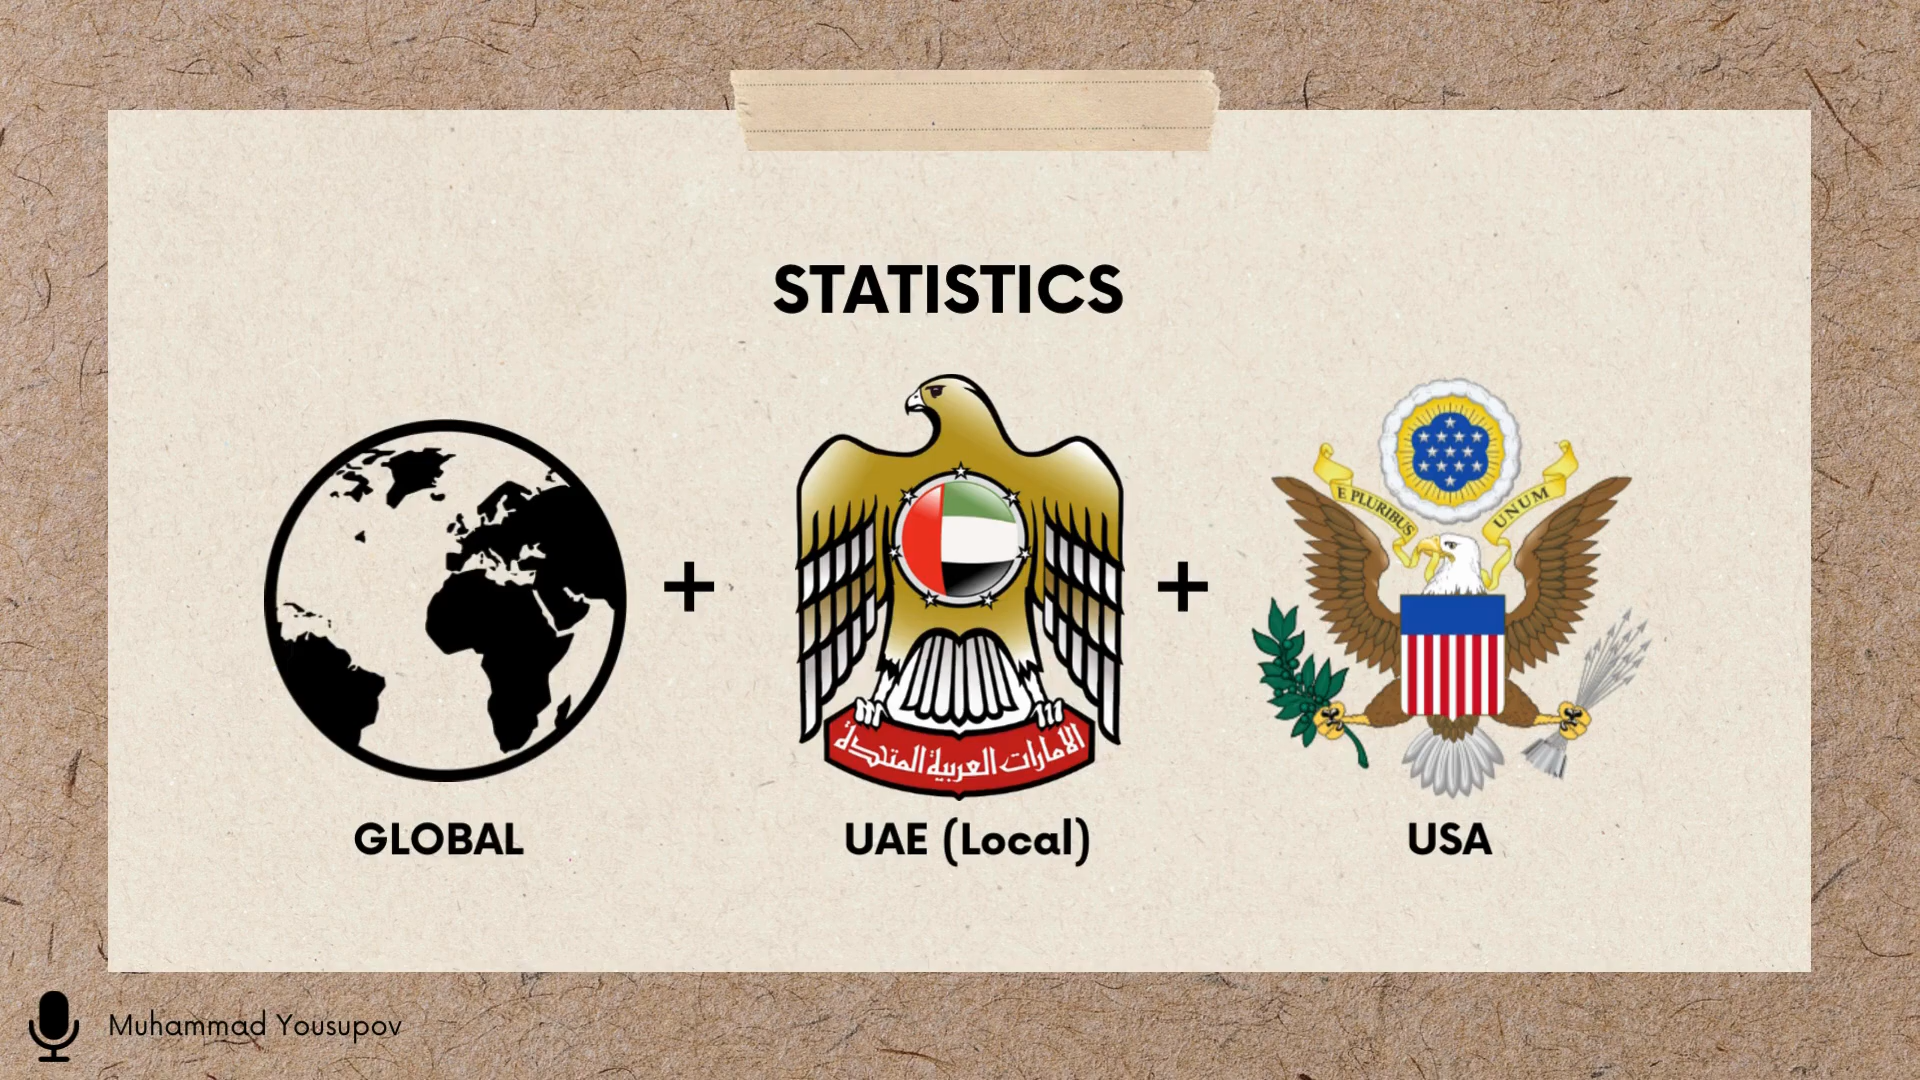 STATISTICS
E PLURIBUS UNUM
الامارات العربية المتحدة
GLOBAL
+
UAE (Local)
+
USA
Muhammad Yousupov